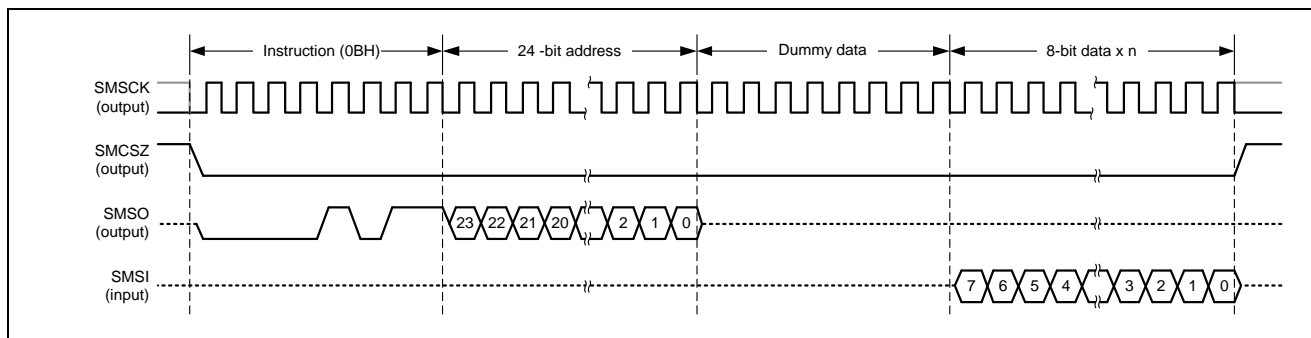 Instruction (0BH) 24 -bit address Dummy data 8-bit data x n
SMSCK
(output)
SMCSZ
(output)
SMSO
(output)
23 22 21 20 2 1 0
SMSI
(input)
7 6 5 4 3 2 1 0